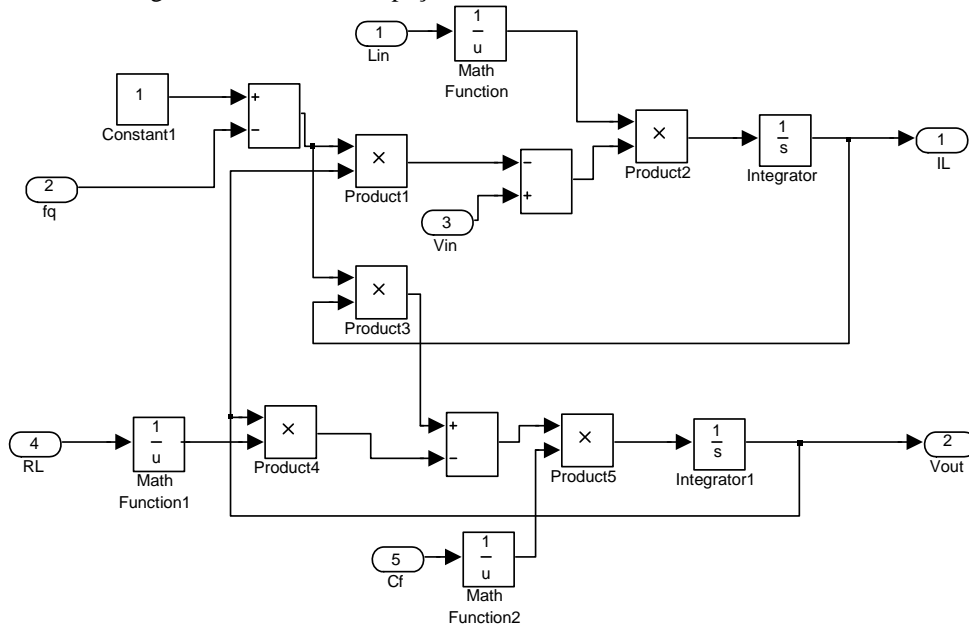 1
Lin
1
u
Math
Function
1
Constant1
+
−
2
fq
×
Product1
−
+
3
Vin
×
Product2
1
s
Integrator
1
IL
×
Product3
4
RL
1
u
Math
Function1
×
Product4
+
−
×
Product5
1
s
Integrator1
2
Vout
5
Cf
1
u
Math
Function2